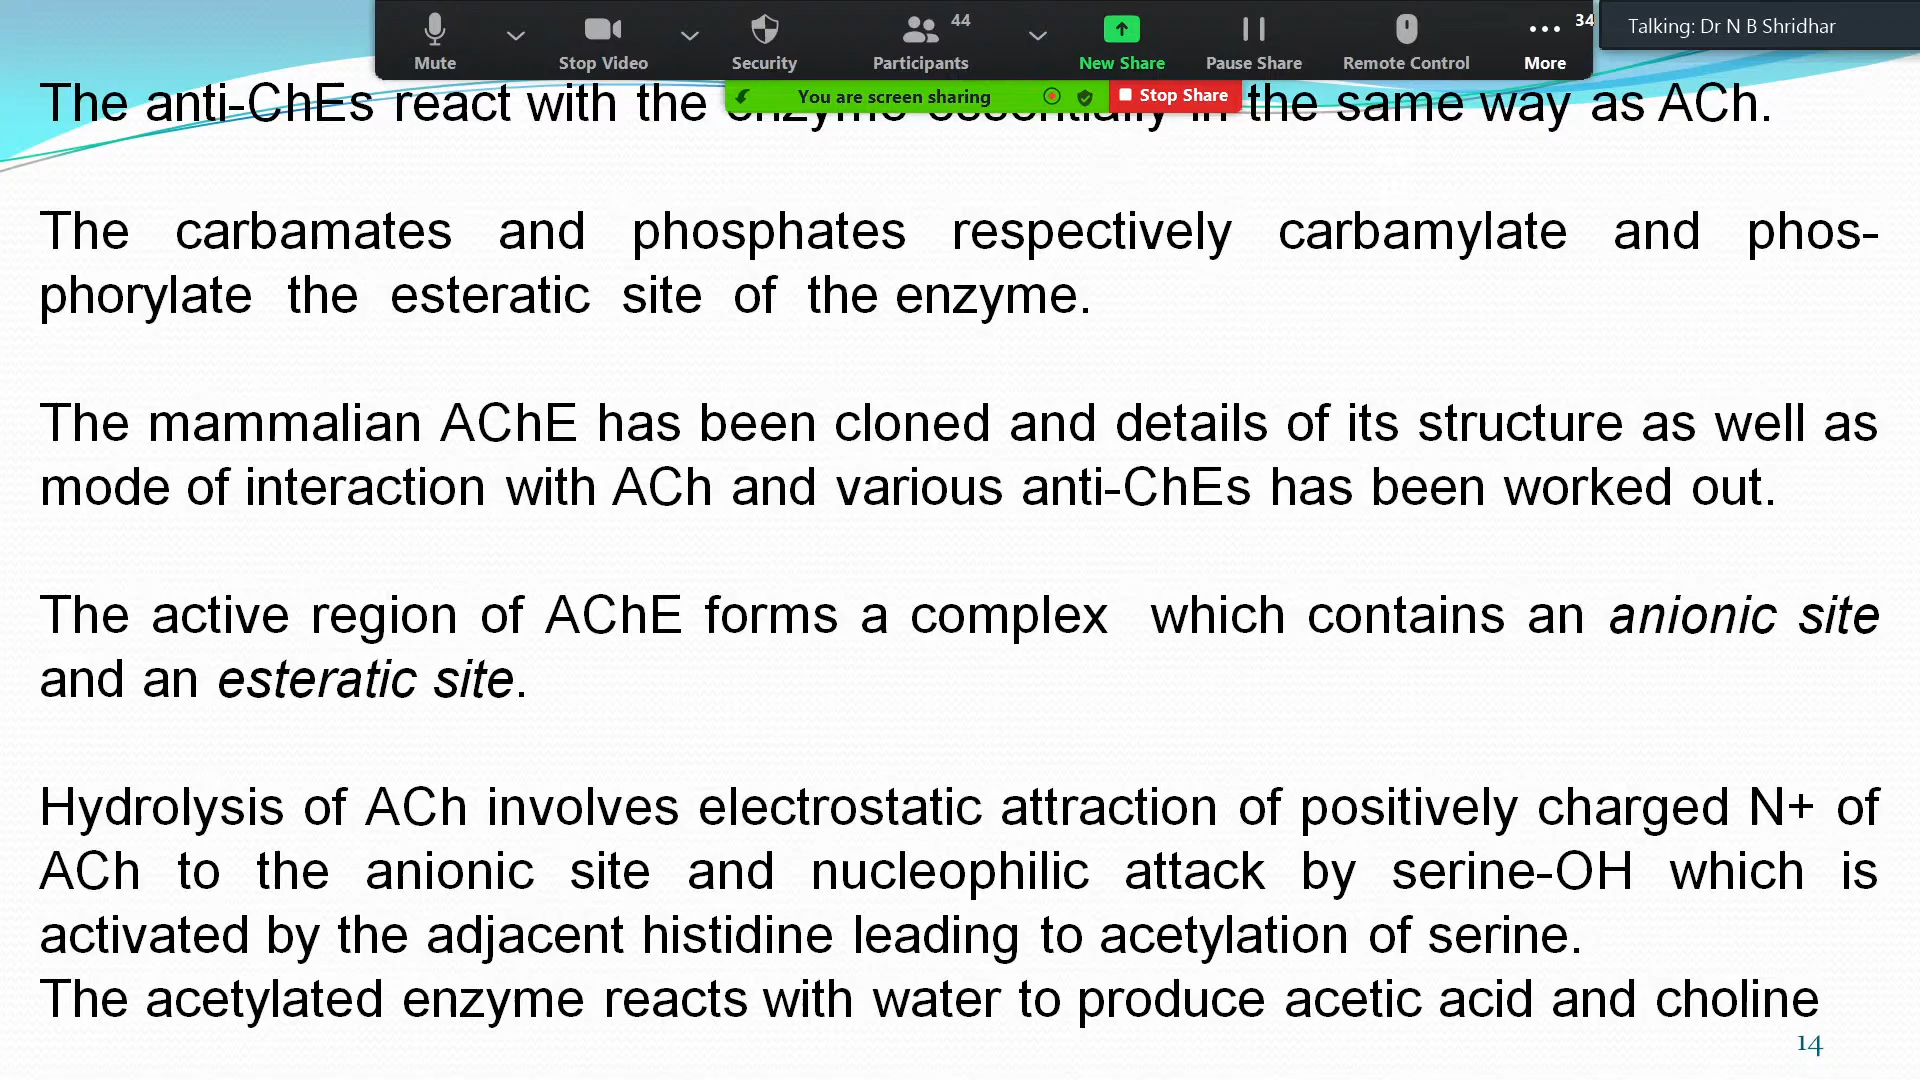 44
34
Talking: Dr N B Shridhar
Mute
Stop Video
Security
Participants
New Share
Pause Share
Remote Control
More
You are screen sharing
Stop Share
The anti-ChEs react with the enzyme essentially in the same way as ACh.
The carbamates and phosphates respectively carbamylate and phos-
phorylate the esteratic site of the enzyme.
The mammalian AChE has been cloned and details of its structure as well as
mode of interaction with ACh and various anti-ChEs has been worked out.
The active region of AChE forms a complex which contains an anionic site
and an esteratic site.
Hydrolysis of ACh involves electrostatic attraction of positively charged N+ of
ACh to the anionic site and nucleophilic attack by serine-OH which is
activated by the adjacent histidine leading to acetylation of serine.
The acetylated enzyme reacts with water to produce acetic acid and choline
14